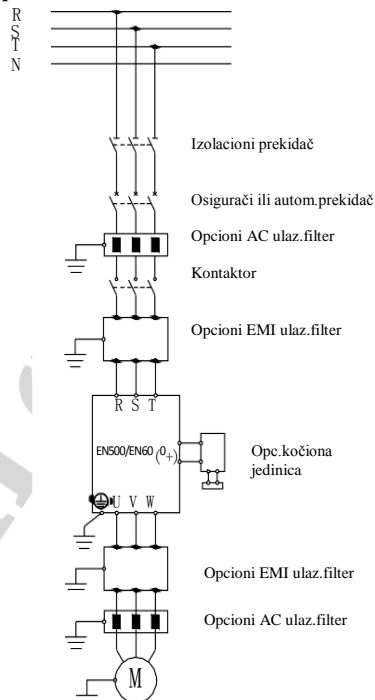 R
S
T
N
Izolacioni prekidač
Osigurači ili autom.prekidač
Opcioni AC ulaz.filter
Kontaktor
Opcioni EMI ulaz.filter
R S T
EN500/EN60 (0+)
Opc.kočiona
jedinica
U V W
Opcioni EMI ulaz.filter
Opcioni AC ulaz.filter
M